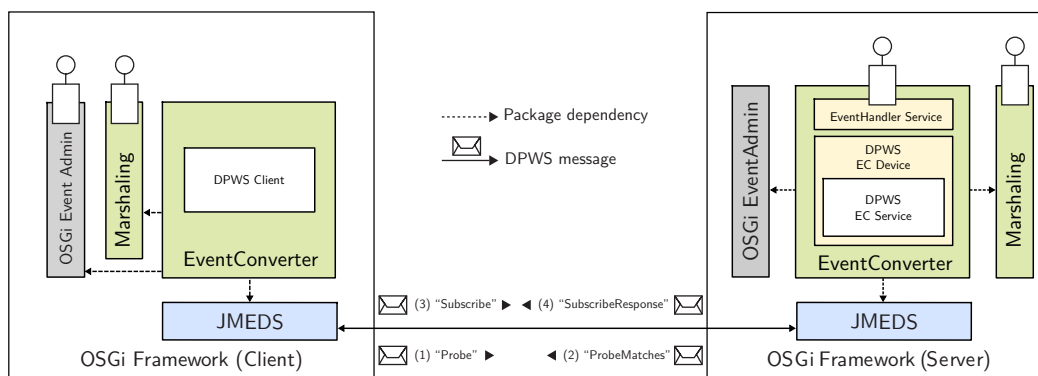 OSGi Event Admin
Marshaling
DPWS Client
EventConverter
JMEDS
OSGi Framework (Client)
Package dependency
DPWS message
(3) “Subscribe”
(4) “SubscribeResponse”
(1) “Probe”
(2) “ProbeMatches”
OSGi EventAdmin
EventHandler Service
DPWS
EC Device
DPWS
EC Service
EventConverter
Marshaling
JMEDS
OSGi Framework (Server)